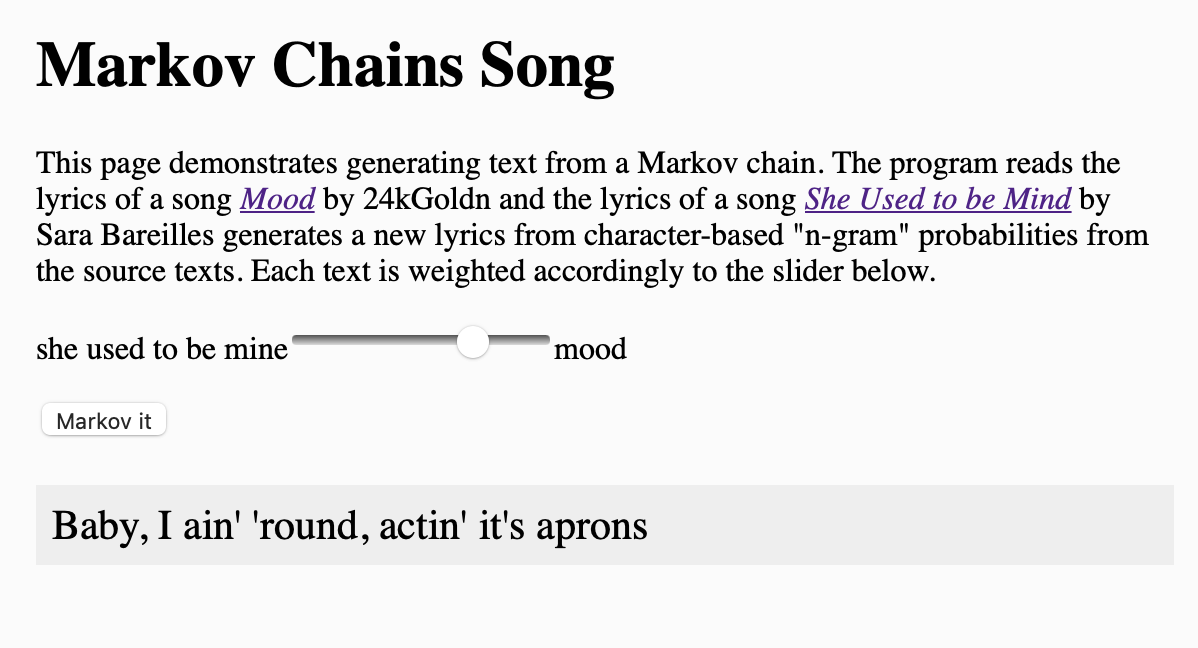 Markov Chains Song
This page demonstrates generating text from a Markov chain. The program reads the
lyrics of a song Mood by 24kGoldn and the lyrics of a song She Used to be Mind by
Sara Bareilles generates a new lyrics from character-based "n-gram" probabilities from
the source texts. Each text is weighted accordingly to the slider below.
she used to be mine mood
Markov it
Baby, I ain' 'round, actin' it's aprons